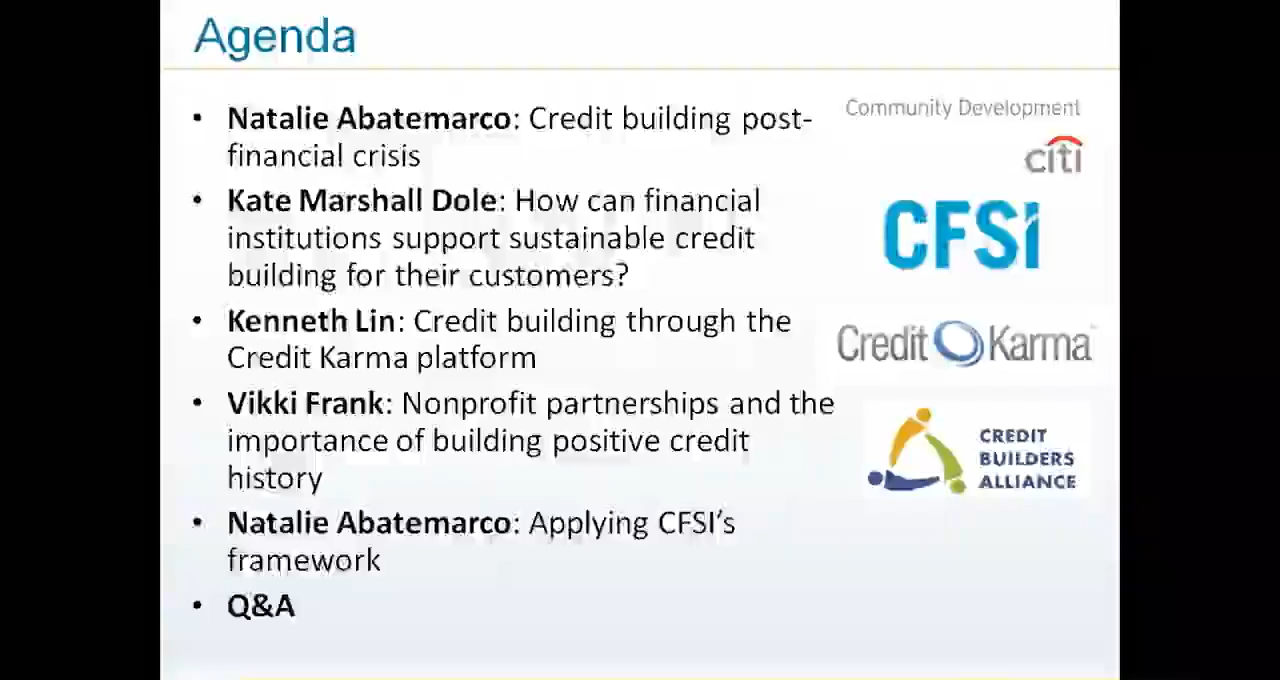 Agenda
• Natalie Abatemarco: Credit building post-
financial crisis
• Kate Marshall Dole: How can financial
institutions support sustainable credit
building for their customers?
• Kenneth Lin: Credit building through the
Credit Karma platform
• Vikki Frank: Nonprofit partnerships and the
importance of building positive credit
history
• Natalie Abatemarco: Applying CFSI’s
framework
• Q&A
Community Development
citi
CFSI
Credit Karma
CREDIT
BUILDERS
ALLIANCE